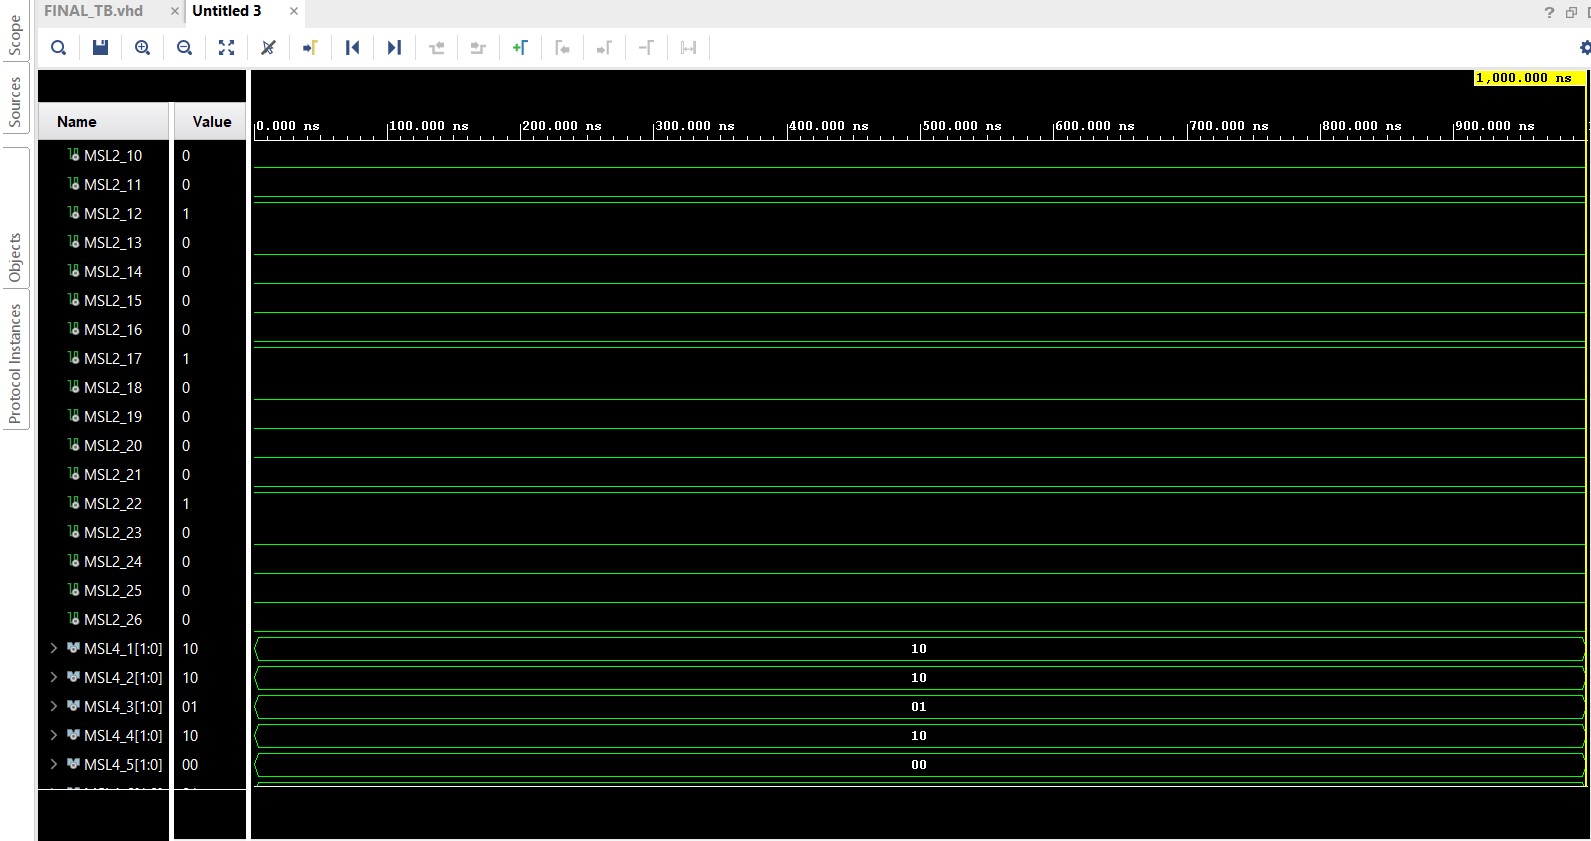 FINAL_TB.vhd × Untitled 3 ×
?
Scope
Sources
Objects
Protocol Instances
1,000.000 ns
Name Value
0.000 ns 100.000 ns 200.000 ns 300.000 ns 400.000 ns 500.000 ns 600.000 ns 700.000 ns 800.000 ns 900.000 ns
MSL2_10 0
MSL2_11 0
MSL2_12 1
MSL2_13 0
MSL2_14 0
MSL2_15 0
MSL2_16 0
MSL2_17 1
MSL2_18 0
MSL2_19 0
MSL2_20 0
MSL2_21 0
MSL2_22 1
MSL2_23 0
MSL2_24 0
MSL2_25 0
MSL2_26 0
MSL4_1[1:0] 10 10
MSL4_2[1:0] 10 10
MSL4_3[1:0] 01 01
MSL4_4[1:0] 10 10
MSL4_5[1:0] 00 00